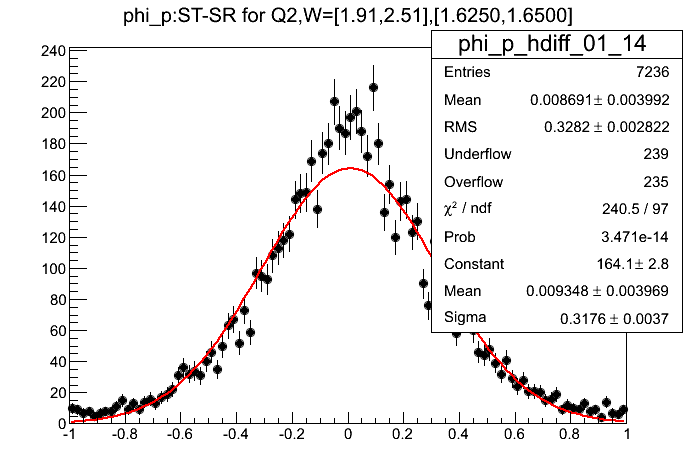 phi_p:ST-SR for Q2,W=[1.91,2.51],[1.6250,1.6500]
phi_p_hdiff_01_14
Entries 7236
Mean 0.008691 ± 0.003992
RMS 0.3282 ± 0.002822
Underflow 239
Overflow 235
χ² / ndf 240.5 / 97
Prob 3.471e-14
Constant 164.1 ± 2.8
Mean 0.009348 ± 0.003969
Sigma 0.3176 ± 0.0037
240
220
200
180
160
140
120
100
80
60
40
20
0
-1 -0.8 -0.6 -0.4 -0.2 0 0.2 0.4 0.6 0.8 1